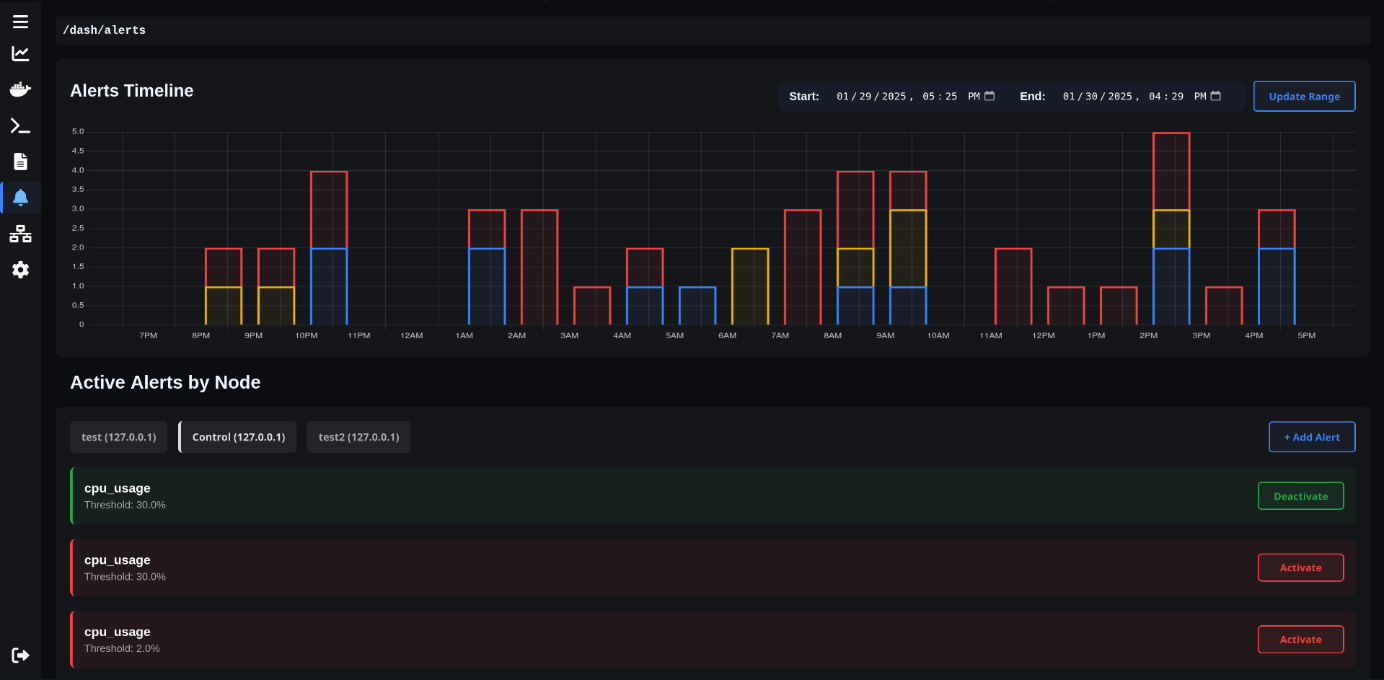 /dash/alerts
Alerts Timeline
Start: 01/29/2025, 05:25 PM End: 01/30/2025, 04:29 PM Update Range
5.0
4.5
4.0
3.5
3.0
2.5
2.0
1.5
1.0
0.5
0
7PM 8PM 9PM 10PM 11PM 12AM 1AM 2AM 3AM 4AM 5AM 6AM 7AM 8AM 9AM 10AM 11AM 12PM 1PM 2PM 3PM 4PM 5PM
Active Alerts by Node
test (127.0.0.1) Control (127.0.0.1) test2 (127.0.0.1) + Add Alert
cpu_usage
Threshold: 30.0%
Deactivate
cpu_usage
Threshold: 30.0%
Activate
cpu_usage
Threshold: 2.0%
Activate